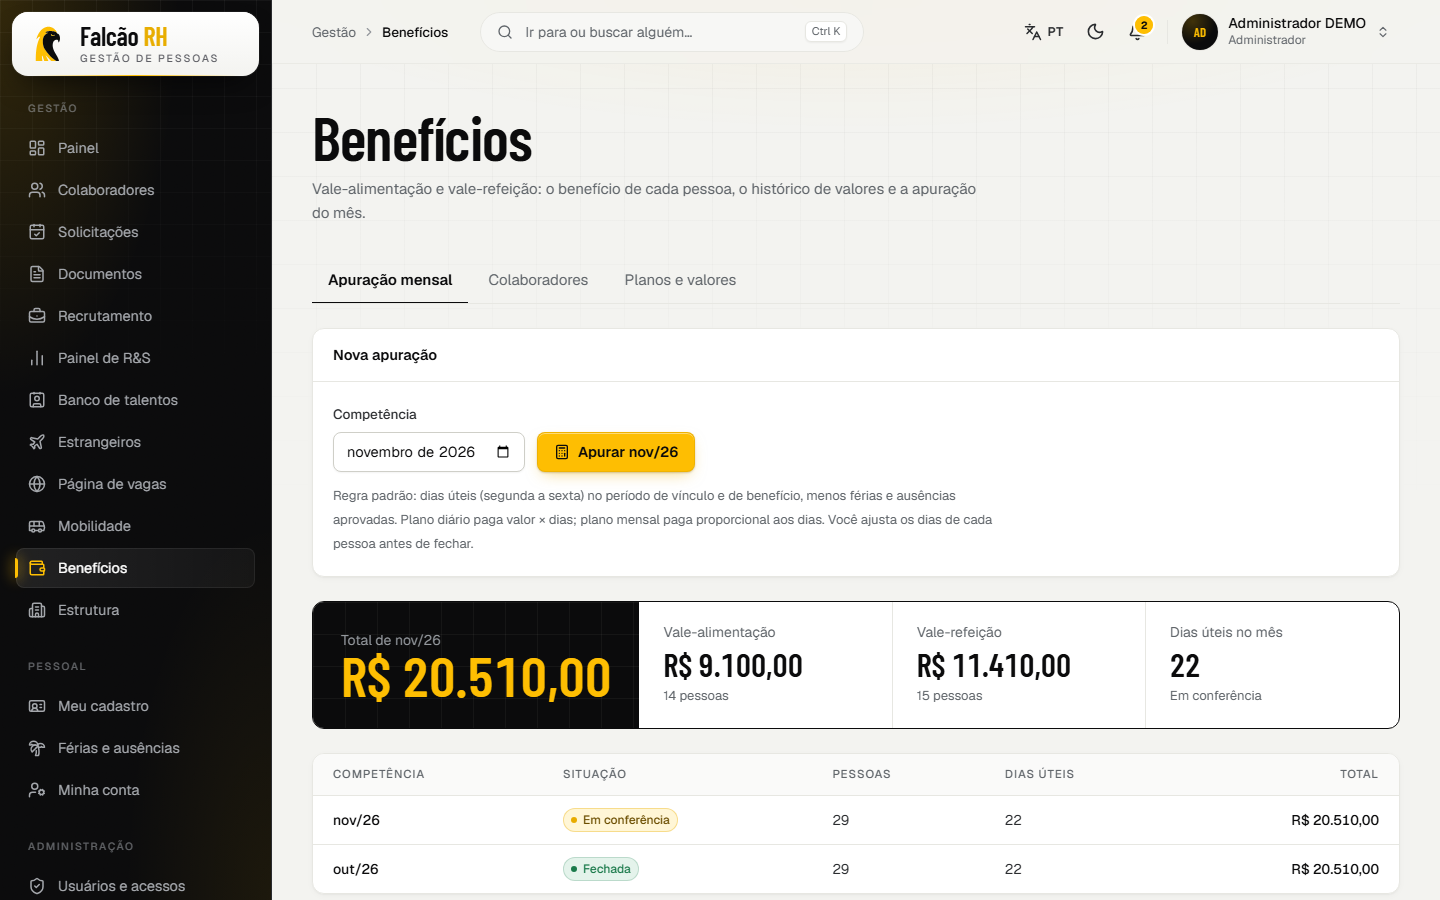 Falcão RH
GESTÃO DE PESSOAS
GESTÃO
Painel
Colaboradores
Solicitações
Documentos
Recrutamento
Painel de R&S
Banco de talentos
Estrangeiros
Página de vagas
Mobilidade
Benefícios
Estrutura
PESSOAL
Meu cadastro
Férias e ausências
Minha conta
ADMINISTRAÇÃO
Usuários e acessos
Gestão > Benefícios
Ir para ou buscar alguém...
Ctrl K
PT
2
AD
Administrador DEMO
Administrador
Benefícios
Vale-alimentação e vale-refeição: o benefício de cada pessoa, o histórico de valores e a apuração
do mês.
Apuração mensal
Colaboradores
Planos e valores
Nova apuração
Competência
novembro de 2026
Apurar nov/26
Regra padrão: dias úteis (segunda a sexta) no período de vínculo e de benefício, menos férias e ausências
aprovadas. Plano diário paga valor × dias; plano mensal paga proporcional aos dias. Você ajusta os dias de cada
pessoa antes de fechar.
Total de nov/26
R$ 20.510,00
Vale-alimentação
R$ 9.100,00
14 pessoas
Vale-refeição
R$ 11.410,00
15 pessoas
Dias úteis no mês
22
Em conferência
COMPETÊNCIA SITUAÇÃO PESSOAS DIAS ÚTEIS TOTAL
nov/26 Em conferência 29 22 R$ 20.510,00
out/26 Fechada 29 22 R$ 20.510,00